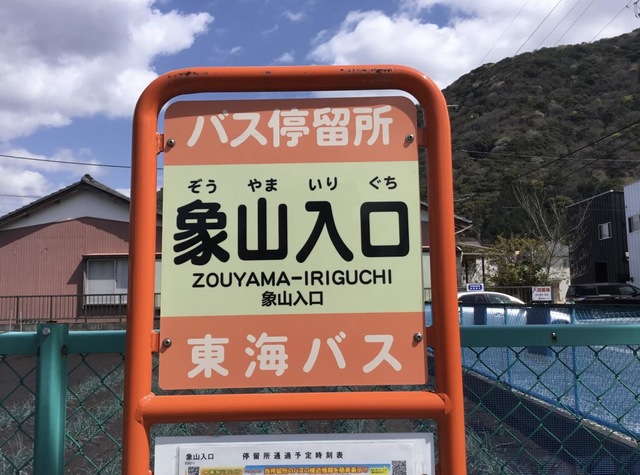 バス停留所
ぞう やま いり ぐち
象山入口
ZOUYAMA-IRIGUCHI
象山入口
東海バス
象山入口 停留所通過予定時刻表